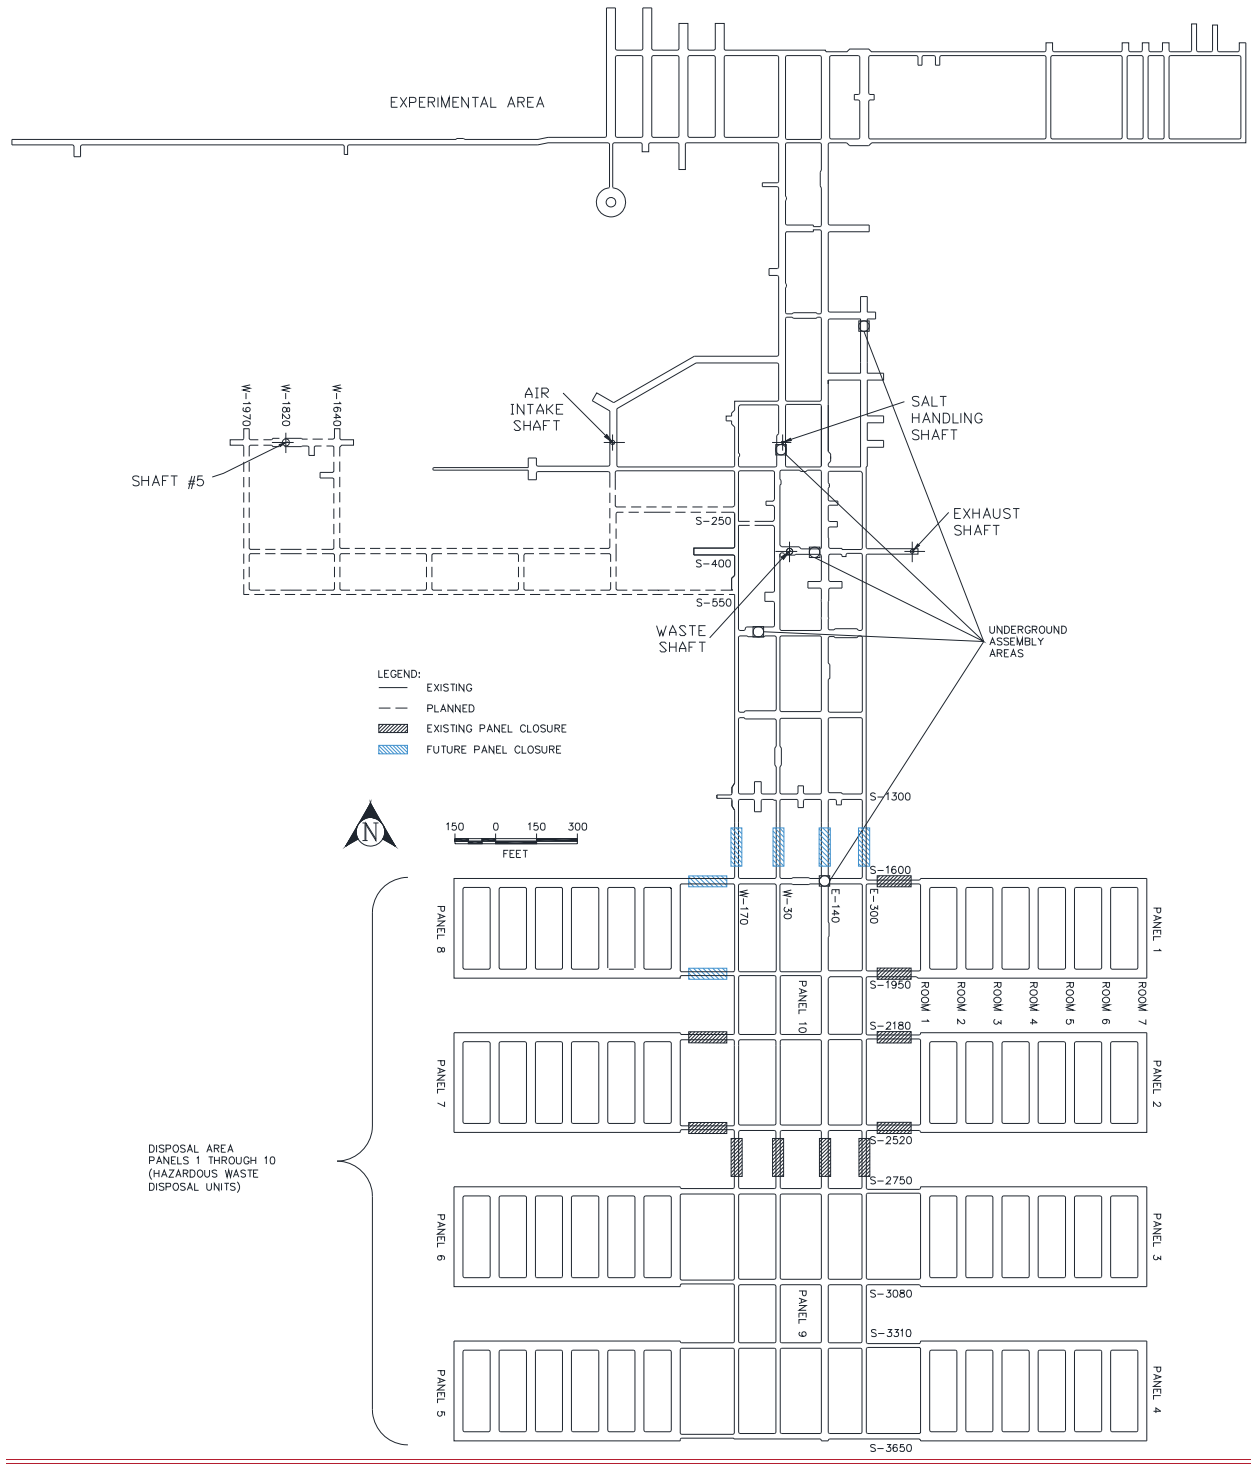 EXPERIMENTAL AREA
W-1970
W-1820
W-1640
AIR
INTAKE
SHAFT
SALT
HANDLING
SHAFT
SHAFT #5
EXHAUST
SHAFT
S-250
S-400
S-550
WASTE
SHAFT
UNDERGROUND
ASSEMBLY
AREAS
LEGEND:
EXISTING
PLANNED
EXISTING PANEL CLOSURE
FUTURE PANEL CLOSURE
S-1300
N
150 0 150 300
FEET
S-1600
W-170
W-30
E-140
E-300
PANEL 8
PANEL 1
S-1950
PANEL 10
ROOM 1
ROOM 2
ROOM 3
ROOM 4
ROOM 5
ROOM 6
ROOM 7
S-2180
PANEL 7
PANEL 2
S-2520
DISPOSAL AREA
PANELS 1 THROUGH 10
(HAZARDOUS WASTE
DISPOSAL UNITS)
S-2750
PANEL 6
PANEL 3
S-3080
PANEL 9
S-3310
PANEL 5
PANEL 4
S-3650